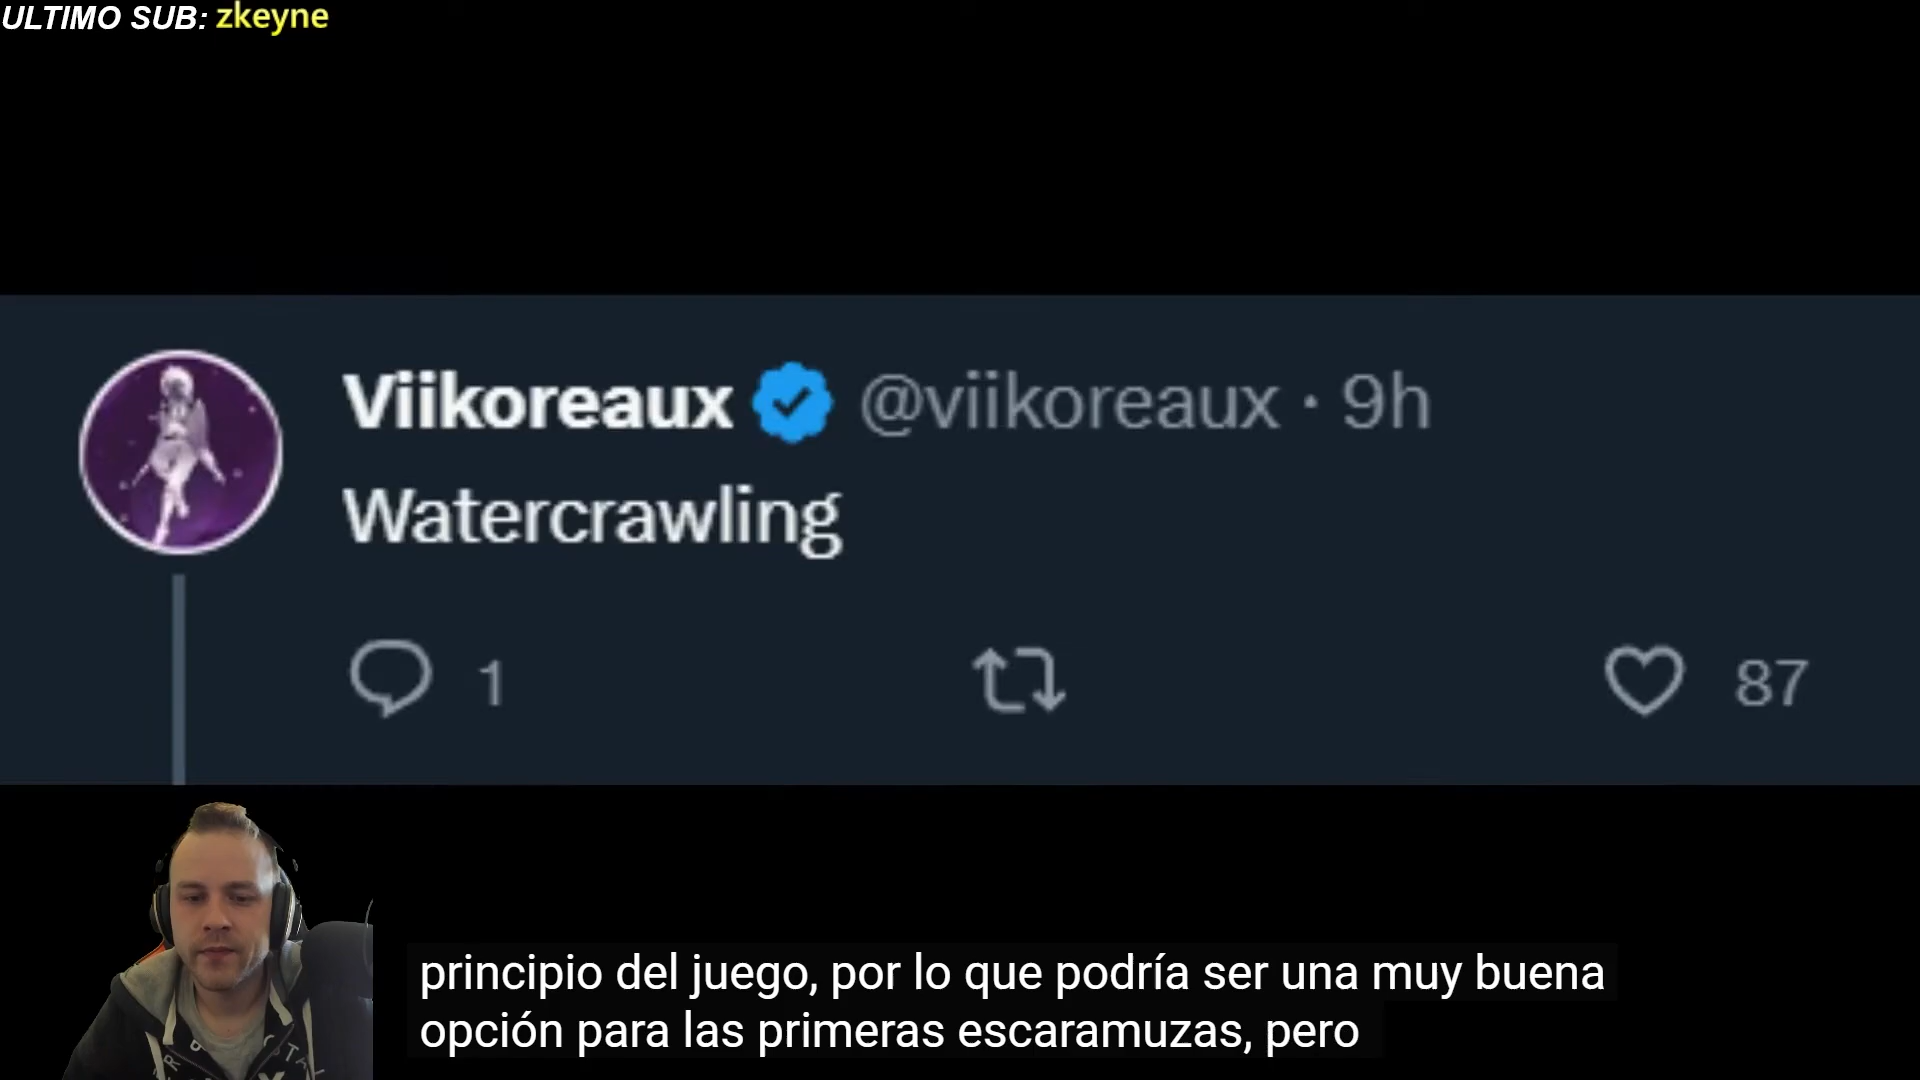 ULTIMO SUB: zkeyne
Viikoreaux @viikoreaux · 9h
Watercrawling
1 87
principio del juego, por lo que podría ser una muy buena
opción para las primeras escaramuzas, pero